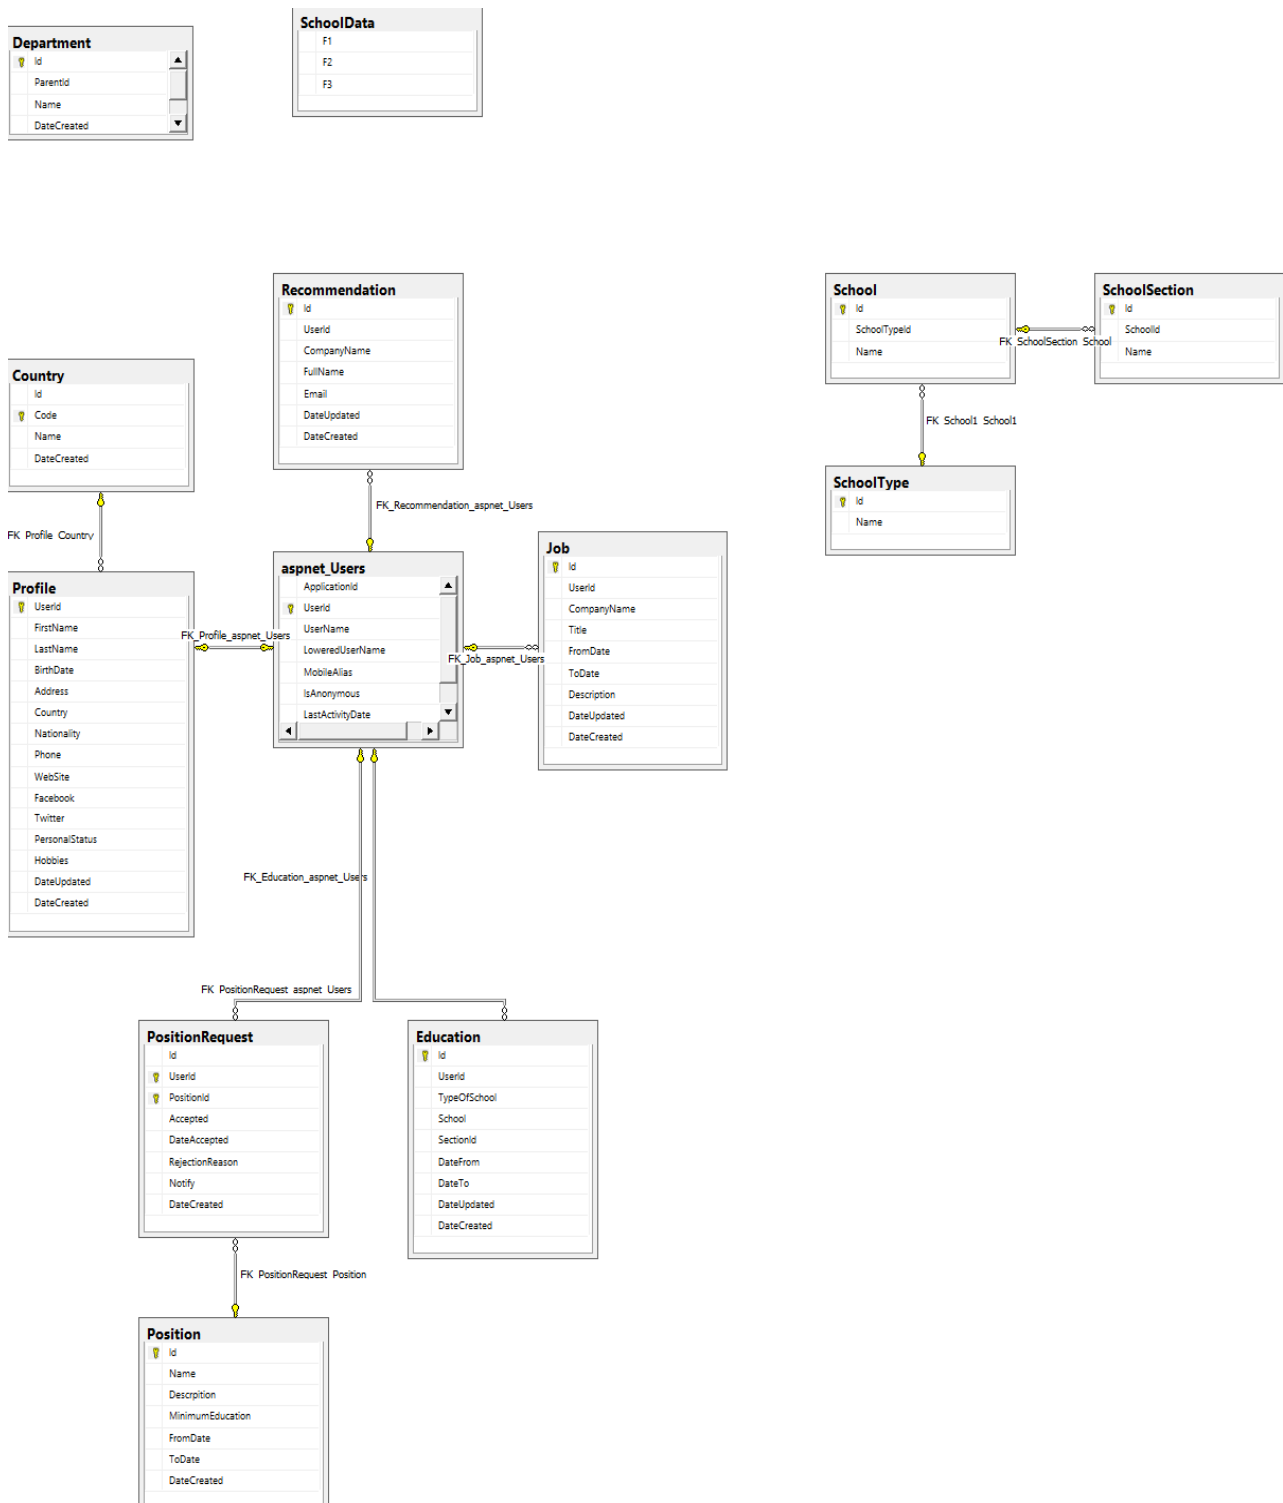 Department
Id
ParentId
Name
DateCreated
SchoolData
F1
F2
F3
Recommendation
Id
UserId
CompanyName
FullName
Email
DateUpdated
DateCreated
School
Id
SchoolTypeId
Name
SchoolSection
Id
SchoolId
Name
FK_SchoolSection_School
FK_School1_School1
SchoolType
Id
Name
Country
Id
Code
Name
DateCreated
FK_Profile_Country
FK_Recommendation_aspnet_Users
Profile
UserId
FirstName
LastName
BirthDate
Address
Country
Nationality
Phone
WebSite
Facebook
Twitter
PersonalStatus
Hobbies
DateUpdated
DateCreated
FK_Profile_aspnet_Users
aspnet_Users
ApplicationId
UserId
UserName
LoweredUserName
MobileAlias
IsAnonymous
LastActivityDate
FK_Job_aspnet_Users
Job
Id
UserId
CompanyName
Title
FromDate
ToDate
Description
DateUpdated
DateCreated
FK_Education_aspnet_Users
FK_PositionRequest_aspnet_Users
PositionRequest
Id
UserId
PositionId
Accepted
DateAccepted
RejectionReason
Notify
DateCreated
Education
Id
UserId
TypeOfSchool
School
SectionId
DateFrom
DateTo
DateUpdated
DateCreated
FK_PositionRequest_Position
Position
Id
Name
Descrpition
MinimumEducation
FromDate
ToDate
DateCreated